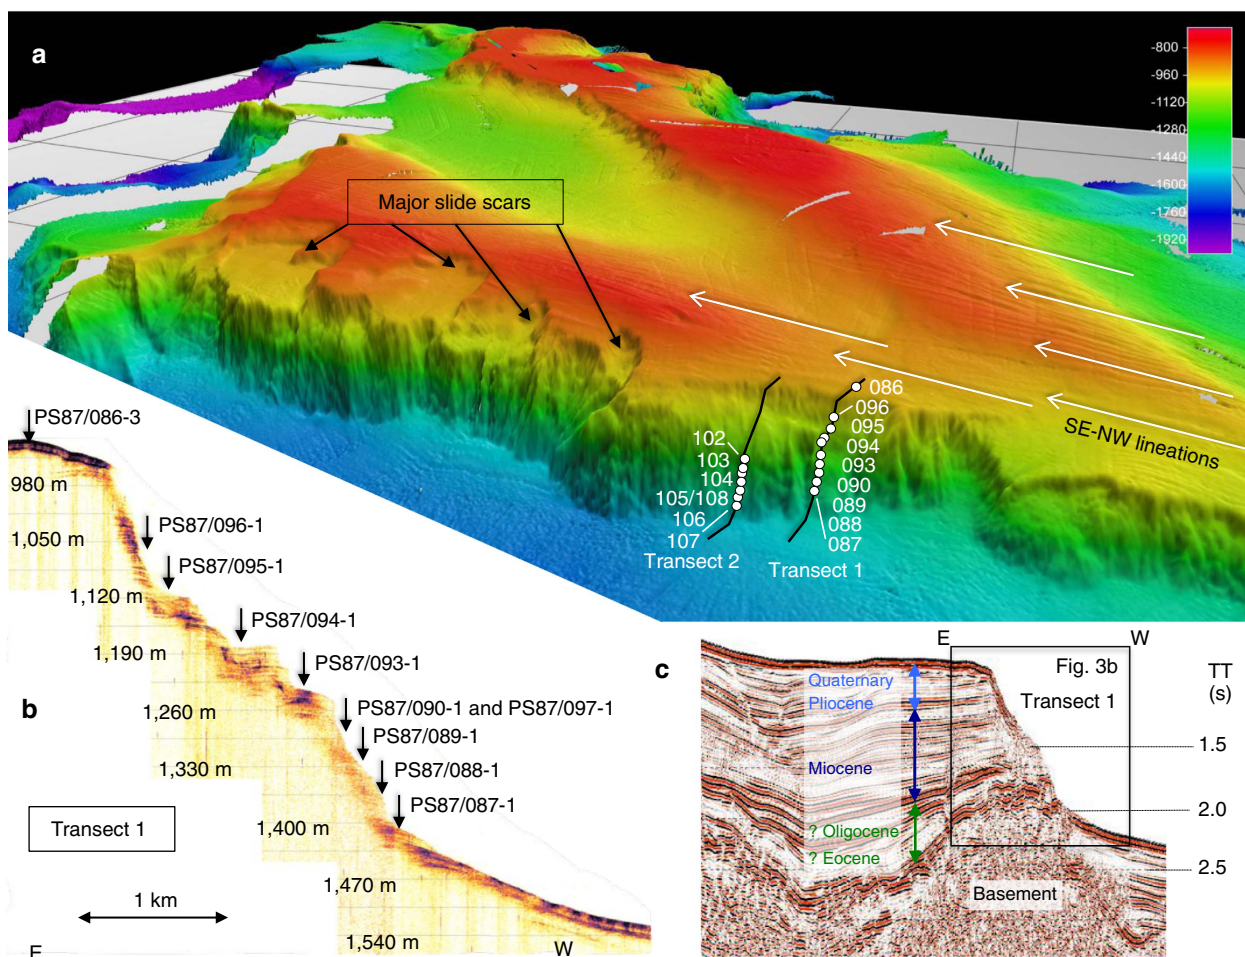 a
-800
-960
-1120
-1280
-1440
-1600
-1760
-1920
Major slide scars
SE-NW lineations
086
096
095
094
093
090
089
088
087
Transect 1
102
103
104
105/108
106
107
Transect 2
PS87/086-3
980 m
1,050 m
PS87/096-1
PS87/095-1
1,120 m
PS87/094-1
1,190 m
PS87/093-1
b
1,260 m
PS87/090-1 and PS87/097-1
PS87/089-1
1,330 m
PS87/088-1
PS87/087-1
Transect 1
1,400 m
1,470 m
1 km
1,540 m
E
W
c
E
W
Fig. 3b
Transect 1
TT
(s)
Quaternary
Pliocene
Miocene
? Oligocene
? Eocene
Basement
1.5
2.0
2.5